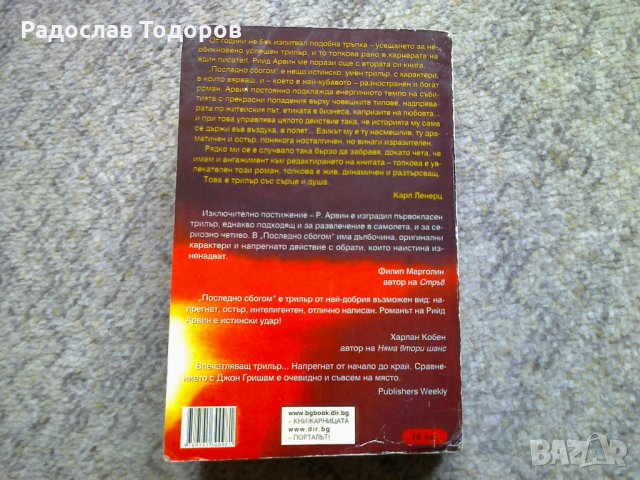 Радослав Тодоров
От години не бях изпитвал подобна тръпка – усещането за не-
обикновено успешен трилър, и то толкова рано в кариерата на
един писател. Рийд Арвин ме порази още с втората си книга.
„Последно сбогом" е нещо истинско: умен трилър, с характери,
в които вярваш, и – което е най-хубавото – разностранен и богат
роман. Арвин постоянно подклажда енергичното темпо на съби-
тията с прекрасни попадения върху човешките типове, надпрева-
рата по житейския път, етиката в бизнеса, капризите на любовта...
и при това управлява цялото действие така, че историята му сама
се държи във въздуха, в полет... Езикът му е ту насмешлив, ту дра-
матичен и остър, понякога носталгичен, но винаги изразителен.
Рядко ми се е случвало така бързо да забравя, докато чета, че
имам и ангажимент към редактирането на книгата – толкова е ув-
лекателен този роман, толкова е жив, динамичен и разтърсващ.
Това е трилър със сърце и душа.
Карл Ленерц
Изключително постижение – Р. Арвин е изградил първокласен
трилър, еднакво подходящ и за развлечение в самолета, и за се-
риозно четиво. В „Последно сбогом" има дълбочина, оригинални
характери и напрегнато действие с обрати, които наистина из-
ненадват.
Филип Марголин
автор на Стръв
„Последно сбогом" е трилър от най-добрия възможен вид: на-
прегнат, остър, интелигентен, отлично написан. Романът на Рийд
Арвин е истински удар!
Харлан Кобен
автор на Няма втори шанс
Впечатляващ трилър... Напрегнат от начало до край. Сравне-
нието с Джон Гришам е очевидно и съвсем на място.
Publishers Weekly
www.bgbook.dir.bg
– КНИЖАРНИЦАТА
www.dir.bg
– ПОРТАЛЪТ!
10 лв.
BAZAR